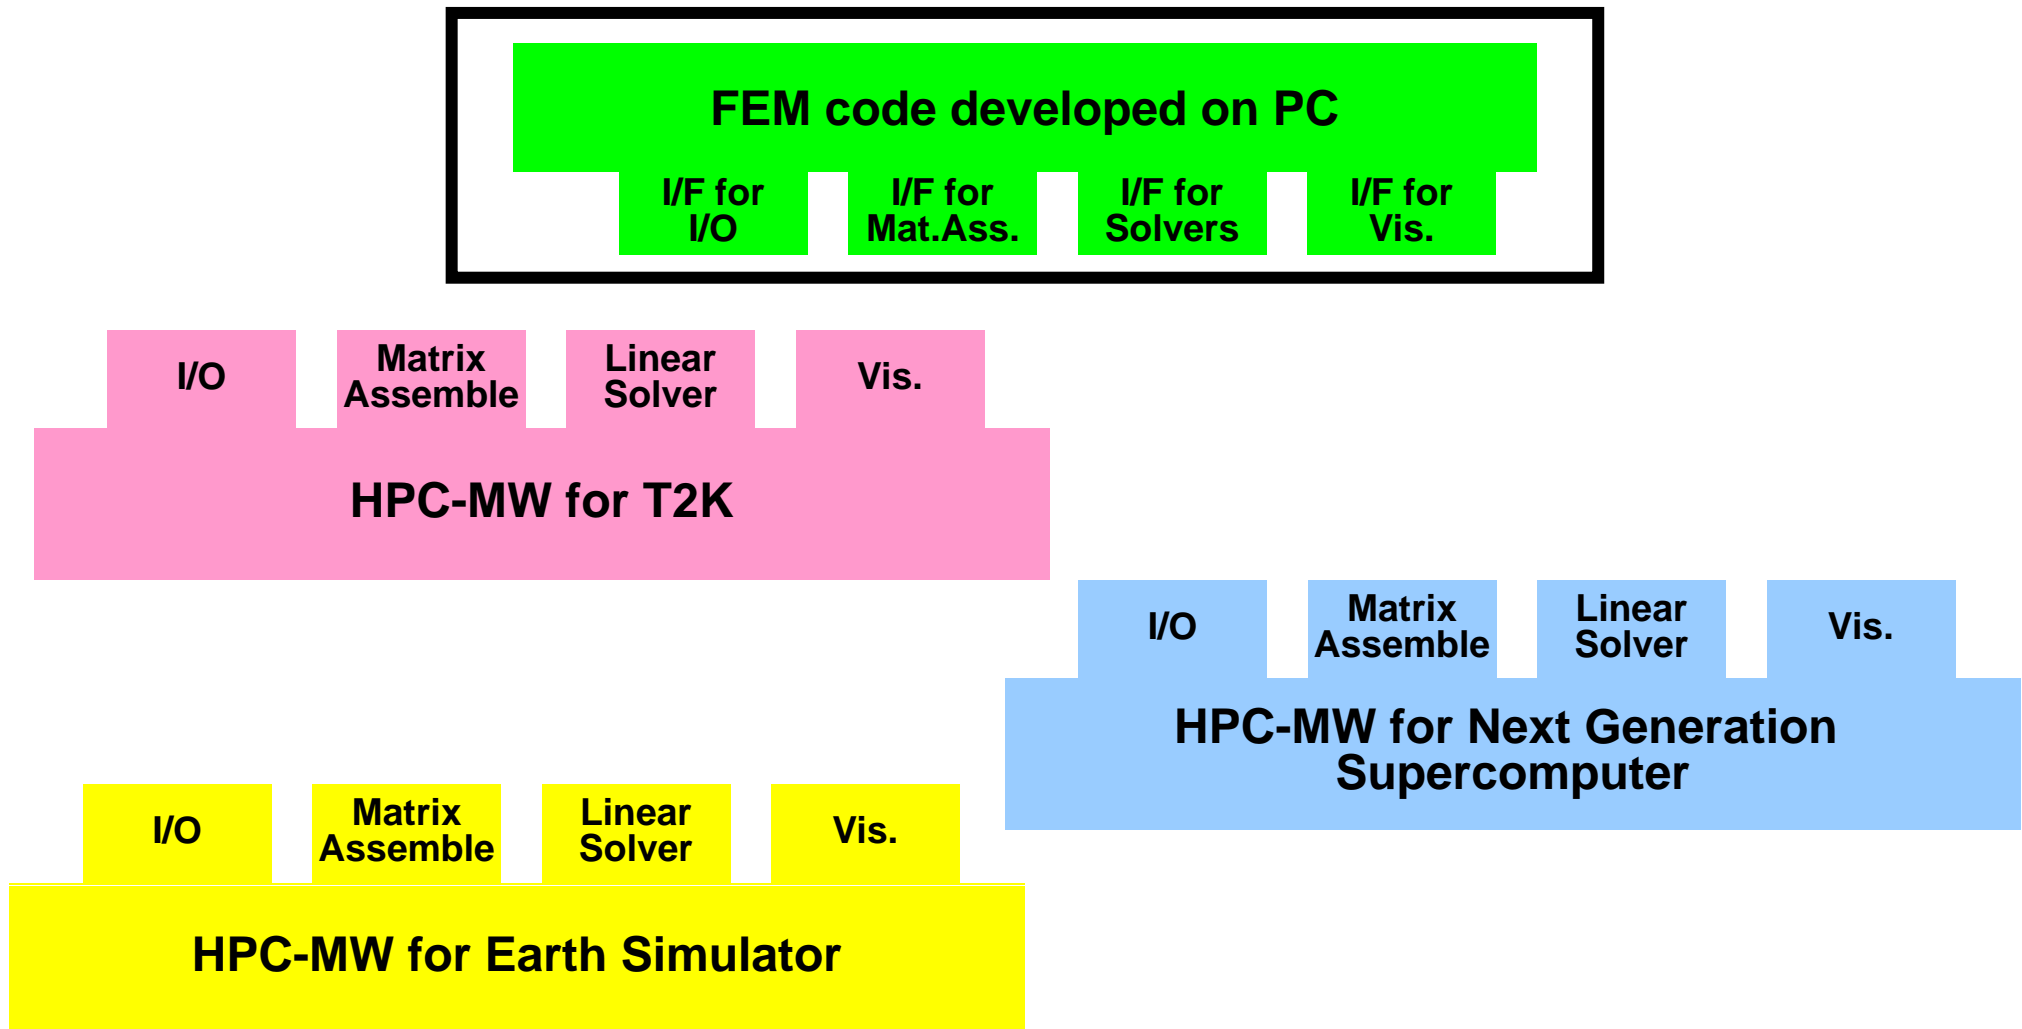 FEM code developed on PC
I/F for
I/O
I/F for
Mat.Ass.
I/F for
Solvers
I/F for
Vis.
I/O
Matrix
Assemble
Linear
Solver
Vis.
HPC-MW for T2K
I/O
Matrix
Assemble
Linear
Solver
Vis.
HPC-MW for Next Generation
Supercomputer
I/O
Matrix
Assemble
Linear
Solver
Vis.
HPC-MW for Earth Simulator